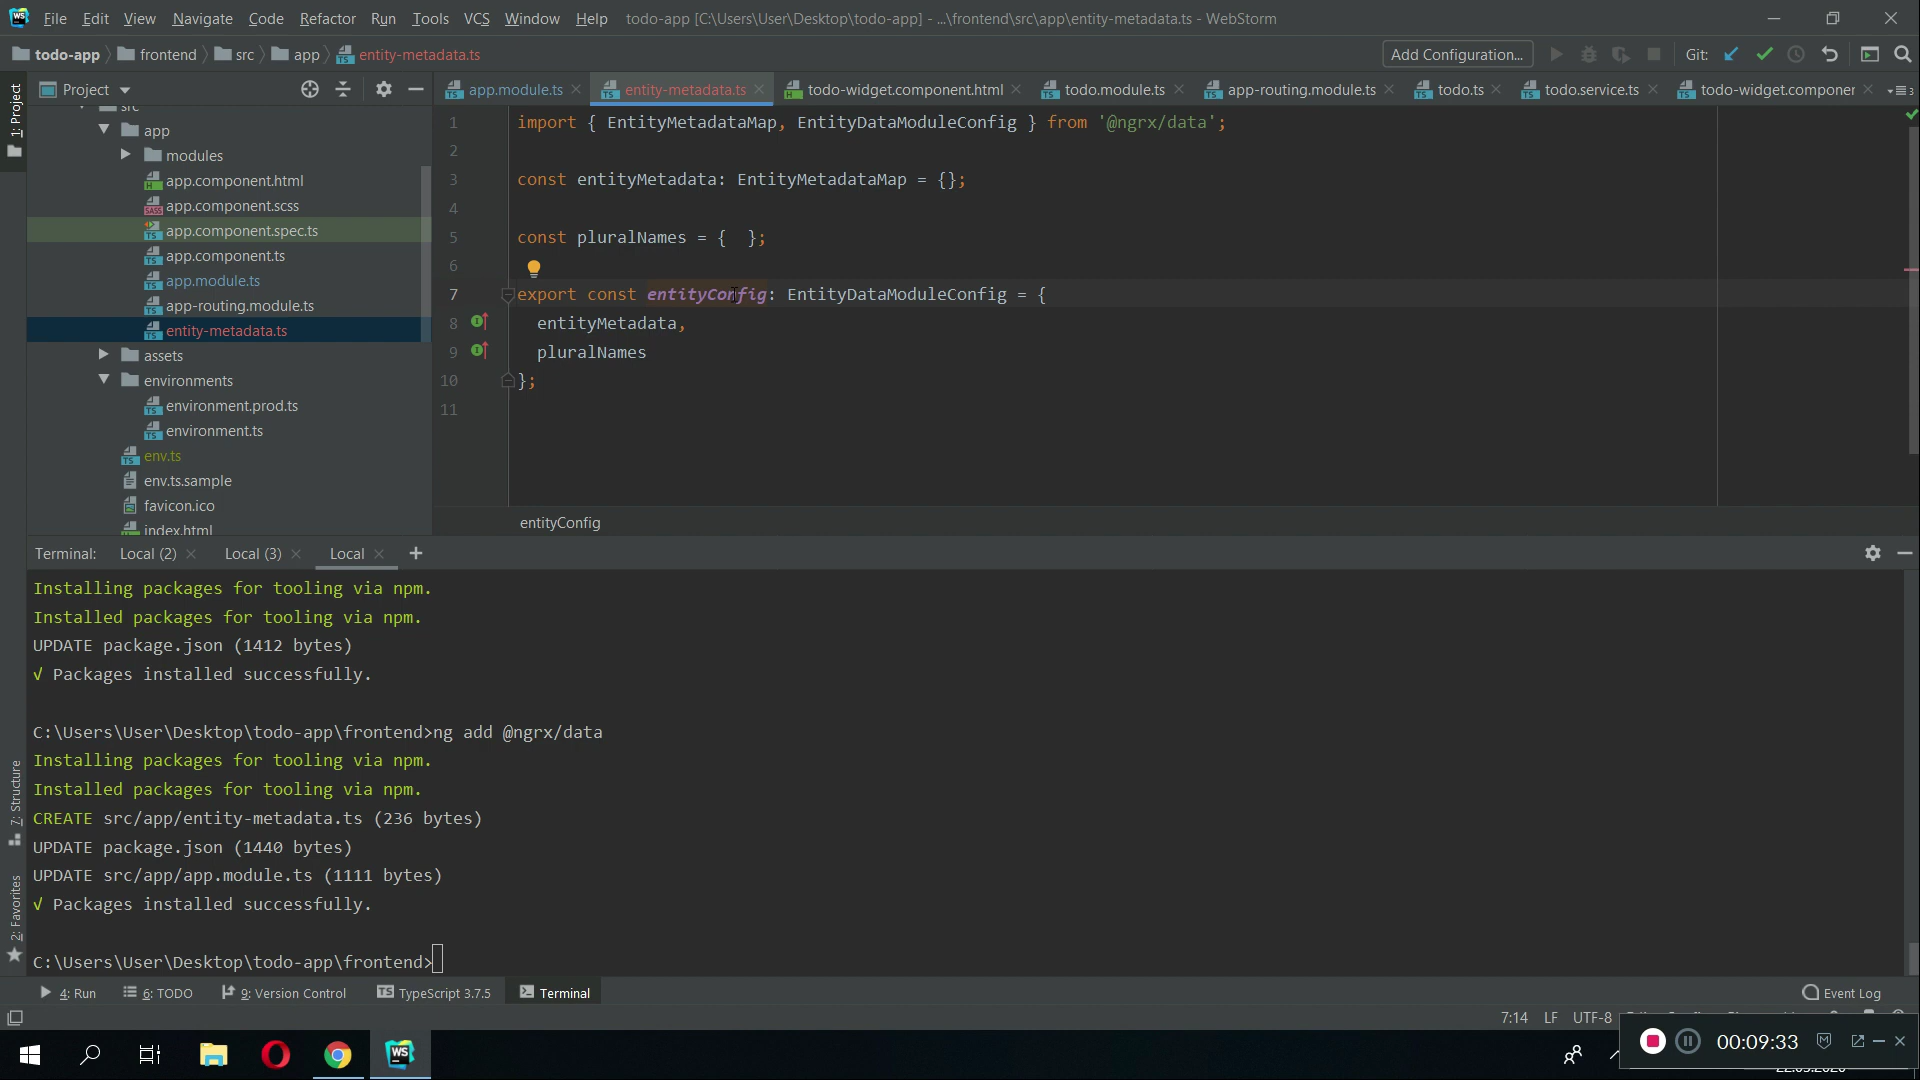 File Edit View Navigate Code Refactor Run Tools VCS Window Help todo-app [C:\Users\User\Desktop\todo-app] - ...\frontend\src\app\entity-metadata.ts - WebStorm
todo-app frontend src app entity-metadata.ts Add Configuration... Git:
1: Project
Project
src
app
modules
app.component.html
app.component.scss
app.component.spec.ts
app.component.ts
app.module.ts
app-routing.module.ts
entity-metadata.ts
assets
environments
environment.prod.ts
environment.ts
env.ts
env.ts.sample
favicon.ico
index.html
app.module.ts entity-metadata.ts todo-widget.component.html todo.module.ts app-routing.module.ts todo.ts todo.service.ts todo-widget.componen
1 import { EntityMetadataMap, EntityDataModuleConfig } from '@ngrx/data';
2
3 const entityMetadata: EntityMetadataMap = {};
4
5 const pluralNames = {  };
6
7 export const entityConfig: EntityDataModuleConfig = {
8 entityMetadata,
9 pluralNames
10 };
11
entityConfig
Terminal: Local (2) Local (3) Local
Installing packages for tooling via npm.
Installed packages for tooling via npm.
UPDATE package.json (1412 bytes)
√ Packages installed successfully.
C:\Users\User\Desktop\todo-app\frontend>ng add @ngrx/data
Installing packages for tooling via npm.
Installed packages for tooling via npm.
CREATE src/app/entity-metadata.ts (236 bytes)
UPDATE package.json (1440 bytes)
UPDATE src/app/app.module.ts (1111 bytes)
√ Packages installed successfully.
C:\Users\User\Desktop\todo-app\frontend>
7: Structure
2: Favorites
4: Run 6: TODO 9: Version Control TypeScript 3.7.5 Terminal Event Log
7:14 LF UTF-8
00:09:33